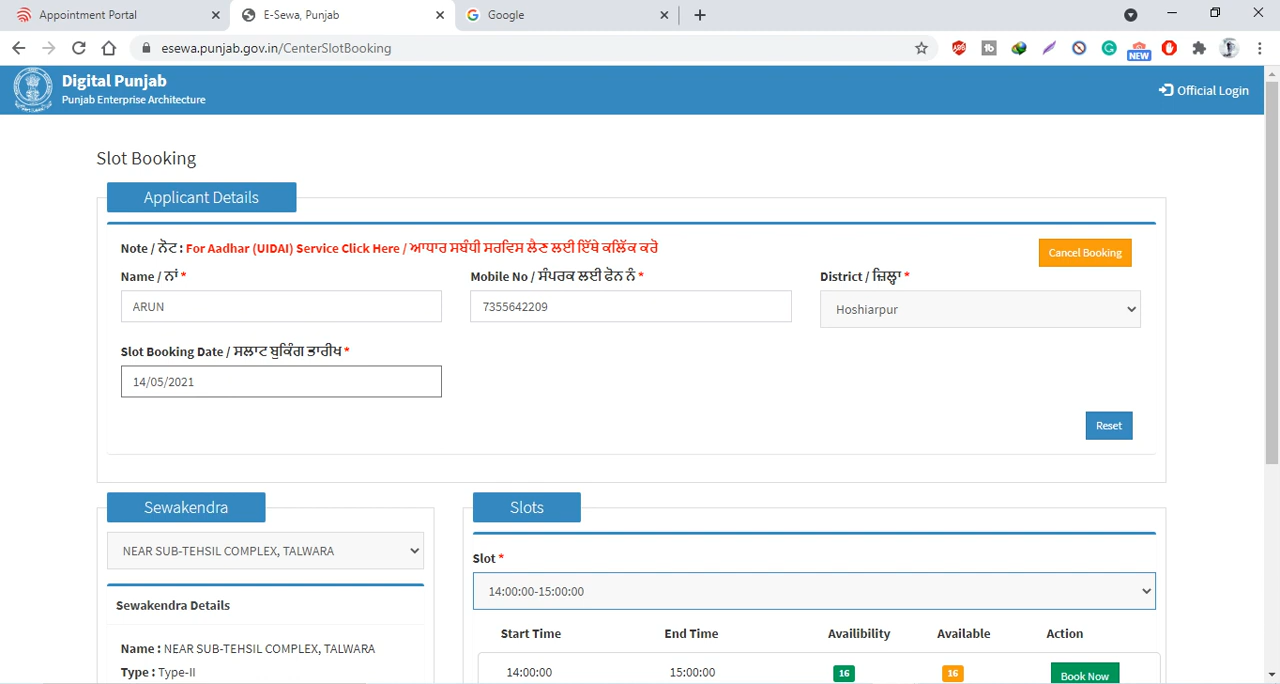 Appointment Portal
E-Sewa, Punjab
Google
esewa.punjab.gov.in/CenterSlotBooking
NEW
Digital Punjab
Punjab Enterprise Architecture
Official Login
Slot Booking
Applicant Details
Note / ਨੋਟ : For Aadhar (UIDAI) Service Click Here / ਆਧਾਰ ਸਬੰਧੀ ਸਰਵਿਸ ਲੈਣ ਲਈ ਇੱਥੇ ਕਲਿੱਕ ਕਰੋ
Cancel Booking
Name / ਨਾਂ *
Mobile No / ਸੰਪਰਕ ਲਈ ਫੋਨ ਨੰ *
District / ਜ਼ਿਲ੍ਹਾ *
ARUN
7355642209
Hoshiarpur
Slot Booking Date / ਸਲਾਟ ਬੁਕਿੰਗ ਤਾਰੀਖ *
14/05/2021
Reset
Sewakendra
NEAR SUB-TEHSIL COMPLEX, TALWARA
Sewakendra Details
Name : NEAR SUB-TEHSIL COMPLEX, TALWARA
Type : Type-II
Slots
Slot *
14:00:00-15:00:00
Start Time End Time Availibility Available Action
14:00:00 15:00:00 16 16 Book Now